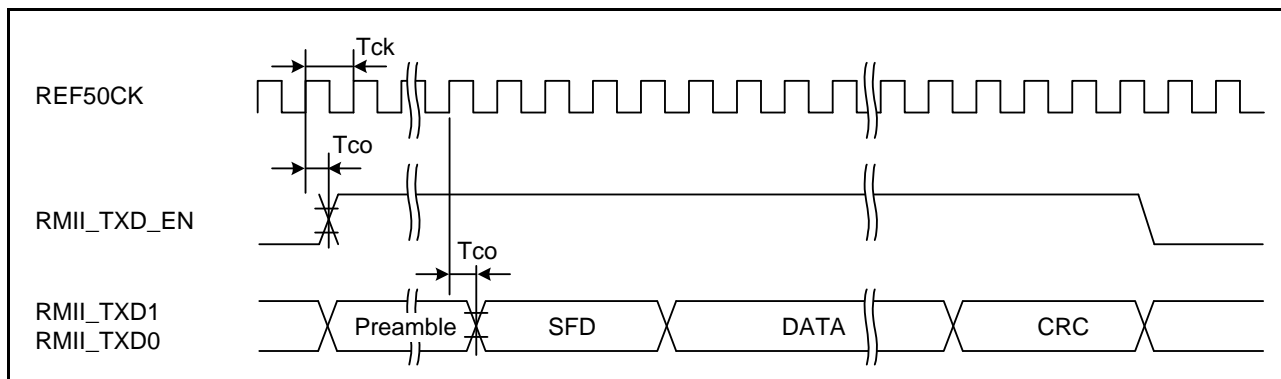 Tck
REF50CK
Tco
RMII_TXD_EN
Tco
RMII_TXD1
RMII_TXD0
Preamble
SFD
DATA
CRC